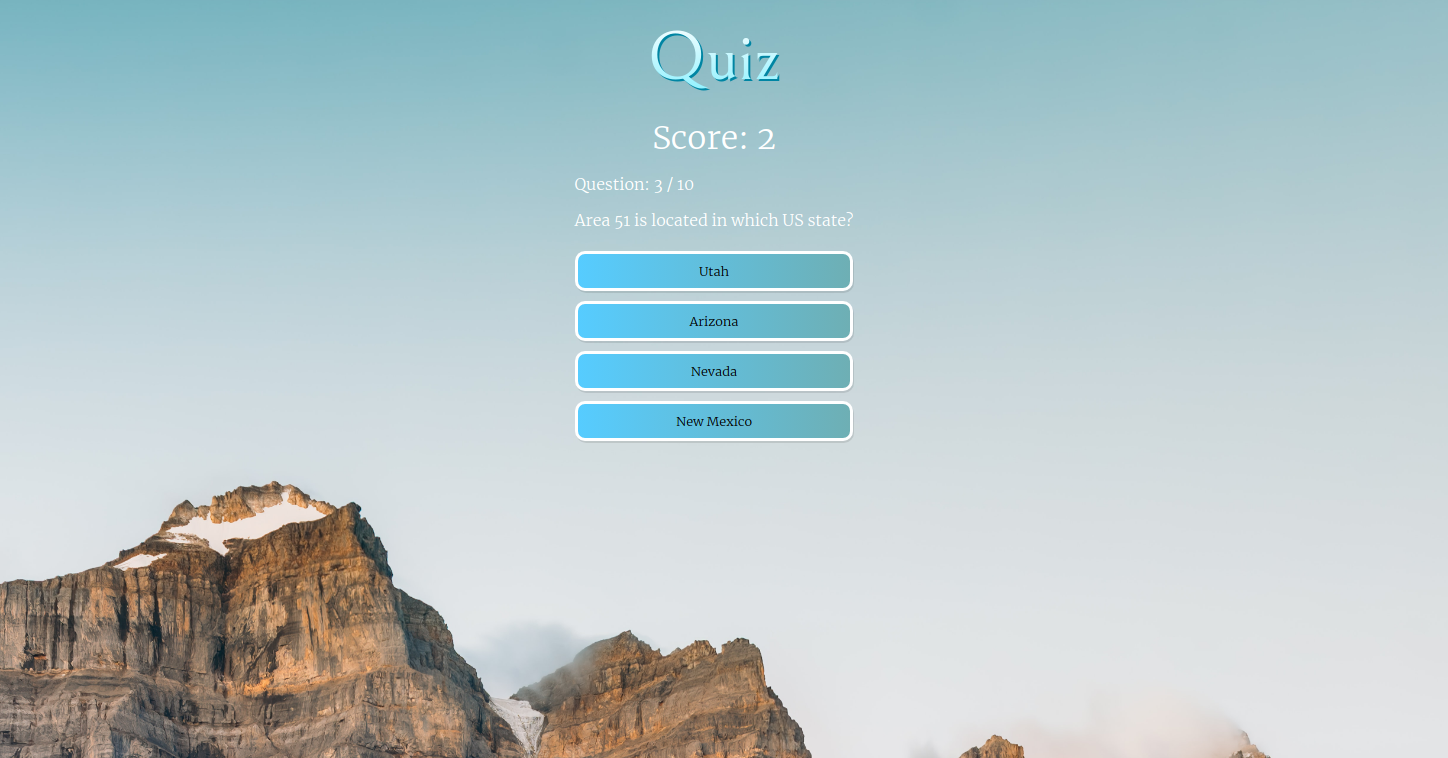 Quiz
Score: 2
Question: 3 / 10
Area 51 is located in which US state?
Utah
Arizona
Nevada
New Mexico